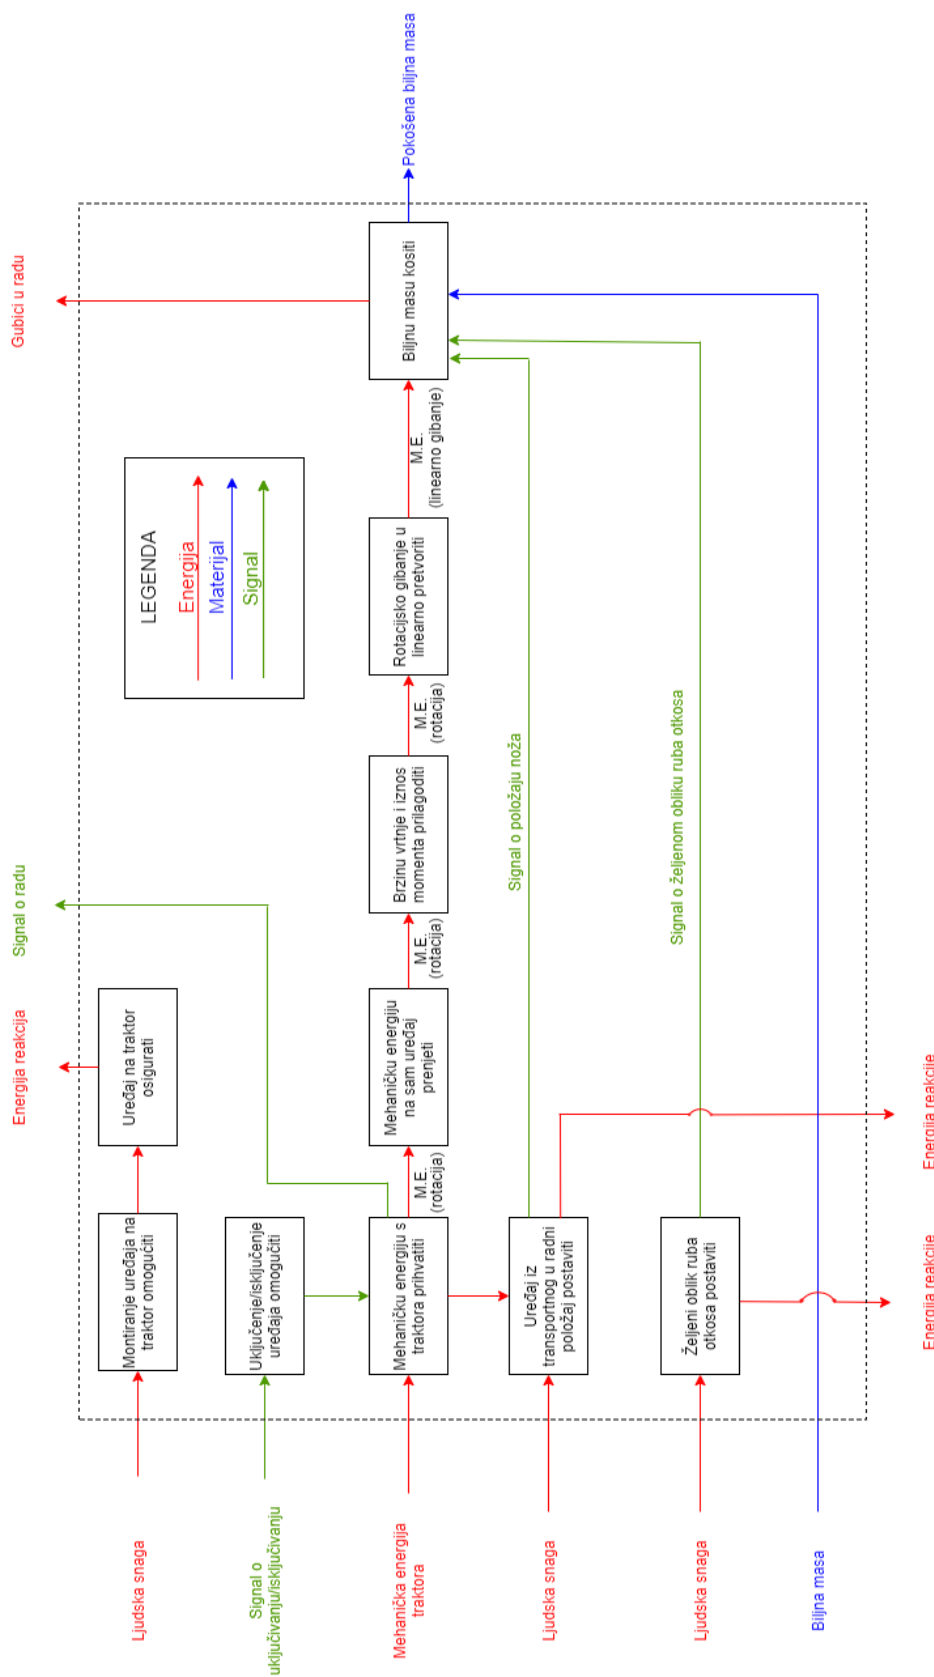 Ljudska snaga
Montiranje uređaja na
traktor omogućiti
Uređaj na traktor
osigurati
Energija reakcija
Signal o
uključivanju/isključivanju
Uključenje/isključenje
uređaja omogućiti
Signal o radu
LEGENDA
Energija
Materijal
Signal
Gubici u radu
Mehanička energija
traktora
Mehaničku energiju s
traktora prihvatiti
M.E.
(rotacija)
Mehaničku energiju
na sam uređaj
prenjeti
M.E.
(rotacija)
Brzinu vrtnje i iznos
momenta prilagoditi
M.E.
(rotacija)
Rotacijsko gibanje u
linearno pretvoriti
M.E.
(linearno gibanje)
Biljnu masu kositi
Pokošena biljna masa
Ljudska snaga
Uređaj iz
transportnog u radni
položaj postaviti
Signal o položaju noža
Ljudska snaga
Željeni oblik ruba
otkosa postaviti
Signal o željenom obliku ruba otkosa
Biljna masa
Energija reakcije
Energija reakcije